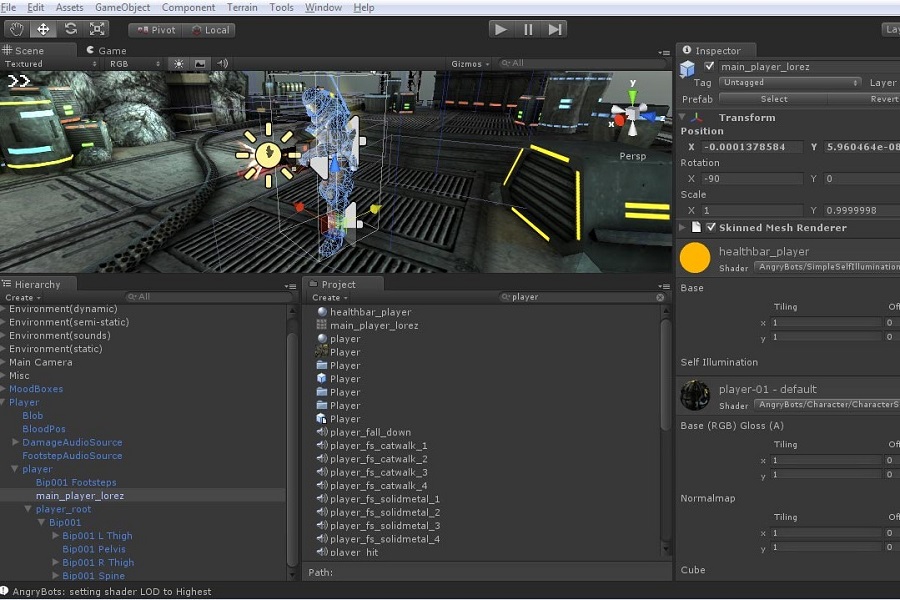 File Edit Assets GameObject Component Terrain Tools Window Help
Pivot Local
Scene Game
Textured RGB Gizmos All
y
x
Persp
Inspector
main_player_lorez
Tag Untagged Layer
Prefab Select Revert
Transform
Position
X -0.0001378584 Y 5.960464e-08
Rotation
X -90 Y 0
Scale
X 1 Y 0.9999998
Skinned Mesh Renderer
healthbar_player
Shader AngryBots/SimpleSelfIllumination
Base
Tiling
x 1 0
y 1 0
Self Illumination
player-01 - default
Shader AngryBots/Character/CharacterS
Base (RGB) Gloss (A)
Tiling
x 1 0
y 1 0
Normalmap
Tiling
x 1 0
y 1 0
Cube
Hierarchy
Create All
Environment(dynamic)
Environment(semi-static)
Environment(sounds)
Environment(static)
Main Camera
Misc
MoodBoxes
Player
Blob
BloodPos
DamageAudioSource
FootstepAudioSource
player
Bip001 Footsteps
main_player_lorez
player_root
Bip001
Bip001 L Thigh
Bip001 Pelvis
Bip001 R Thigh
Bip001 Spine
Project
Create player
healthbar_player
main_player_lorez
player
Player
Player
Player
Player
Player
Player
player_fall_down
player_fs_catwalk_1
player_fs_catwalk_2
player_fs_catwalk_3
player_fs_catwalk_4
player_fs_solidmetal_1
player_fs_solidmetal_2
player_fs_solidmetal_3
player_fs_solidmetal_4
player_hit
Path:
AngryBots: setting shader LOD to Highest